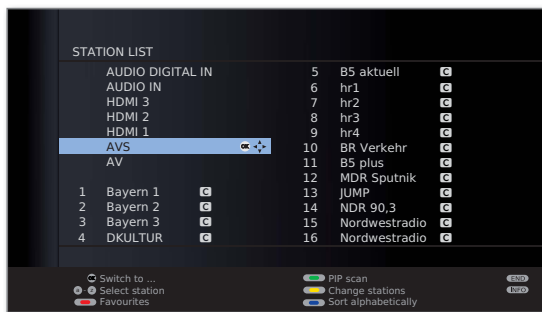 STATION LIST
AUDIO DIGITAL IN
AUDIO IN
HDMI 3
HDMI 2
HDMI 1
AVS OK
AV
1 Bayern 1 C
2 Bayern 2 C
3 Bayern 3 C
4 DKULTUR C
5 B5 aktuell C
6 hr1 C
7 hr2 C
8 hr3 C
9 hr4 C
10 BR Verkehr C
11 B5 plus C
12 MDR Sputnik C
13 JUMP C
14 NDR 90,3 C
15 Nordwestradio C
16 Nordwestradio C
OK Switch to ...
Select station
Favourites
PIP scan
Change stations
Sort alphabetically
END
INFO